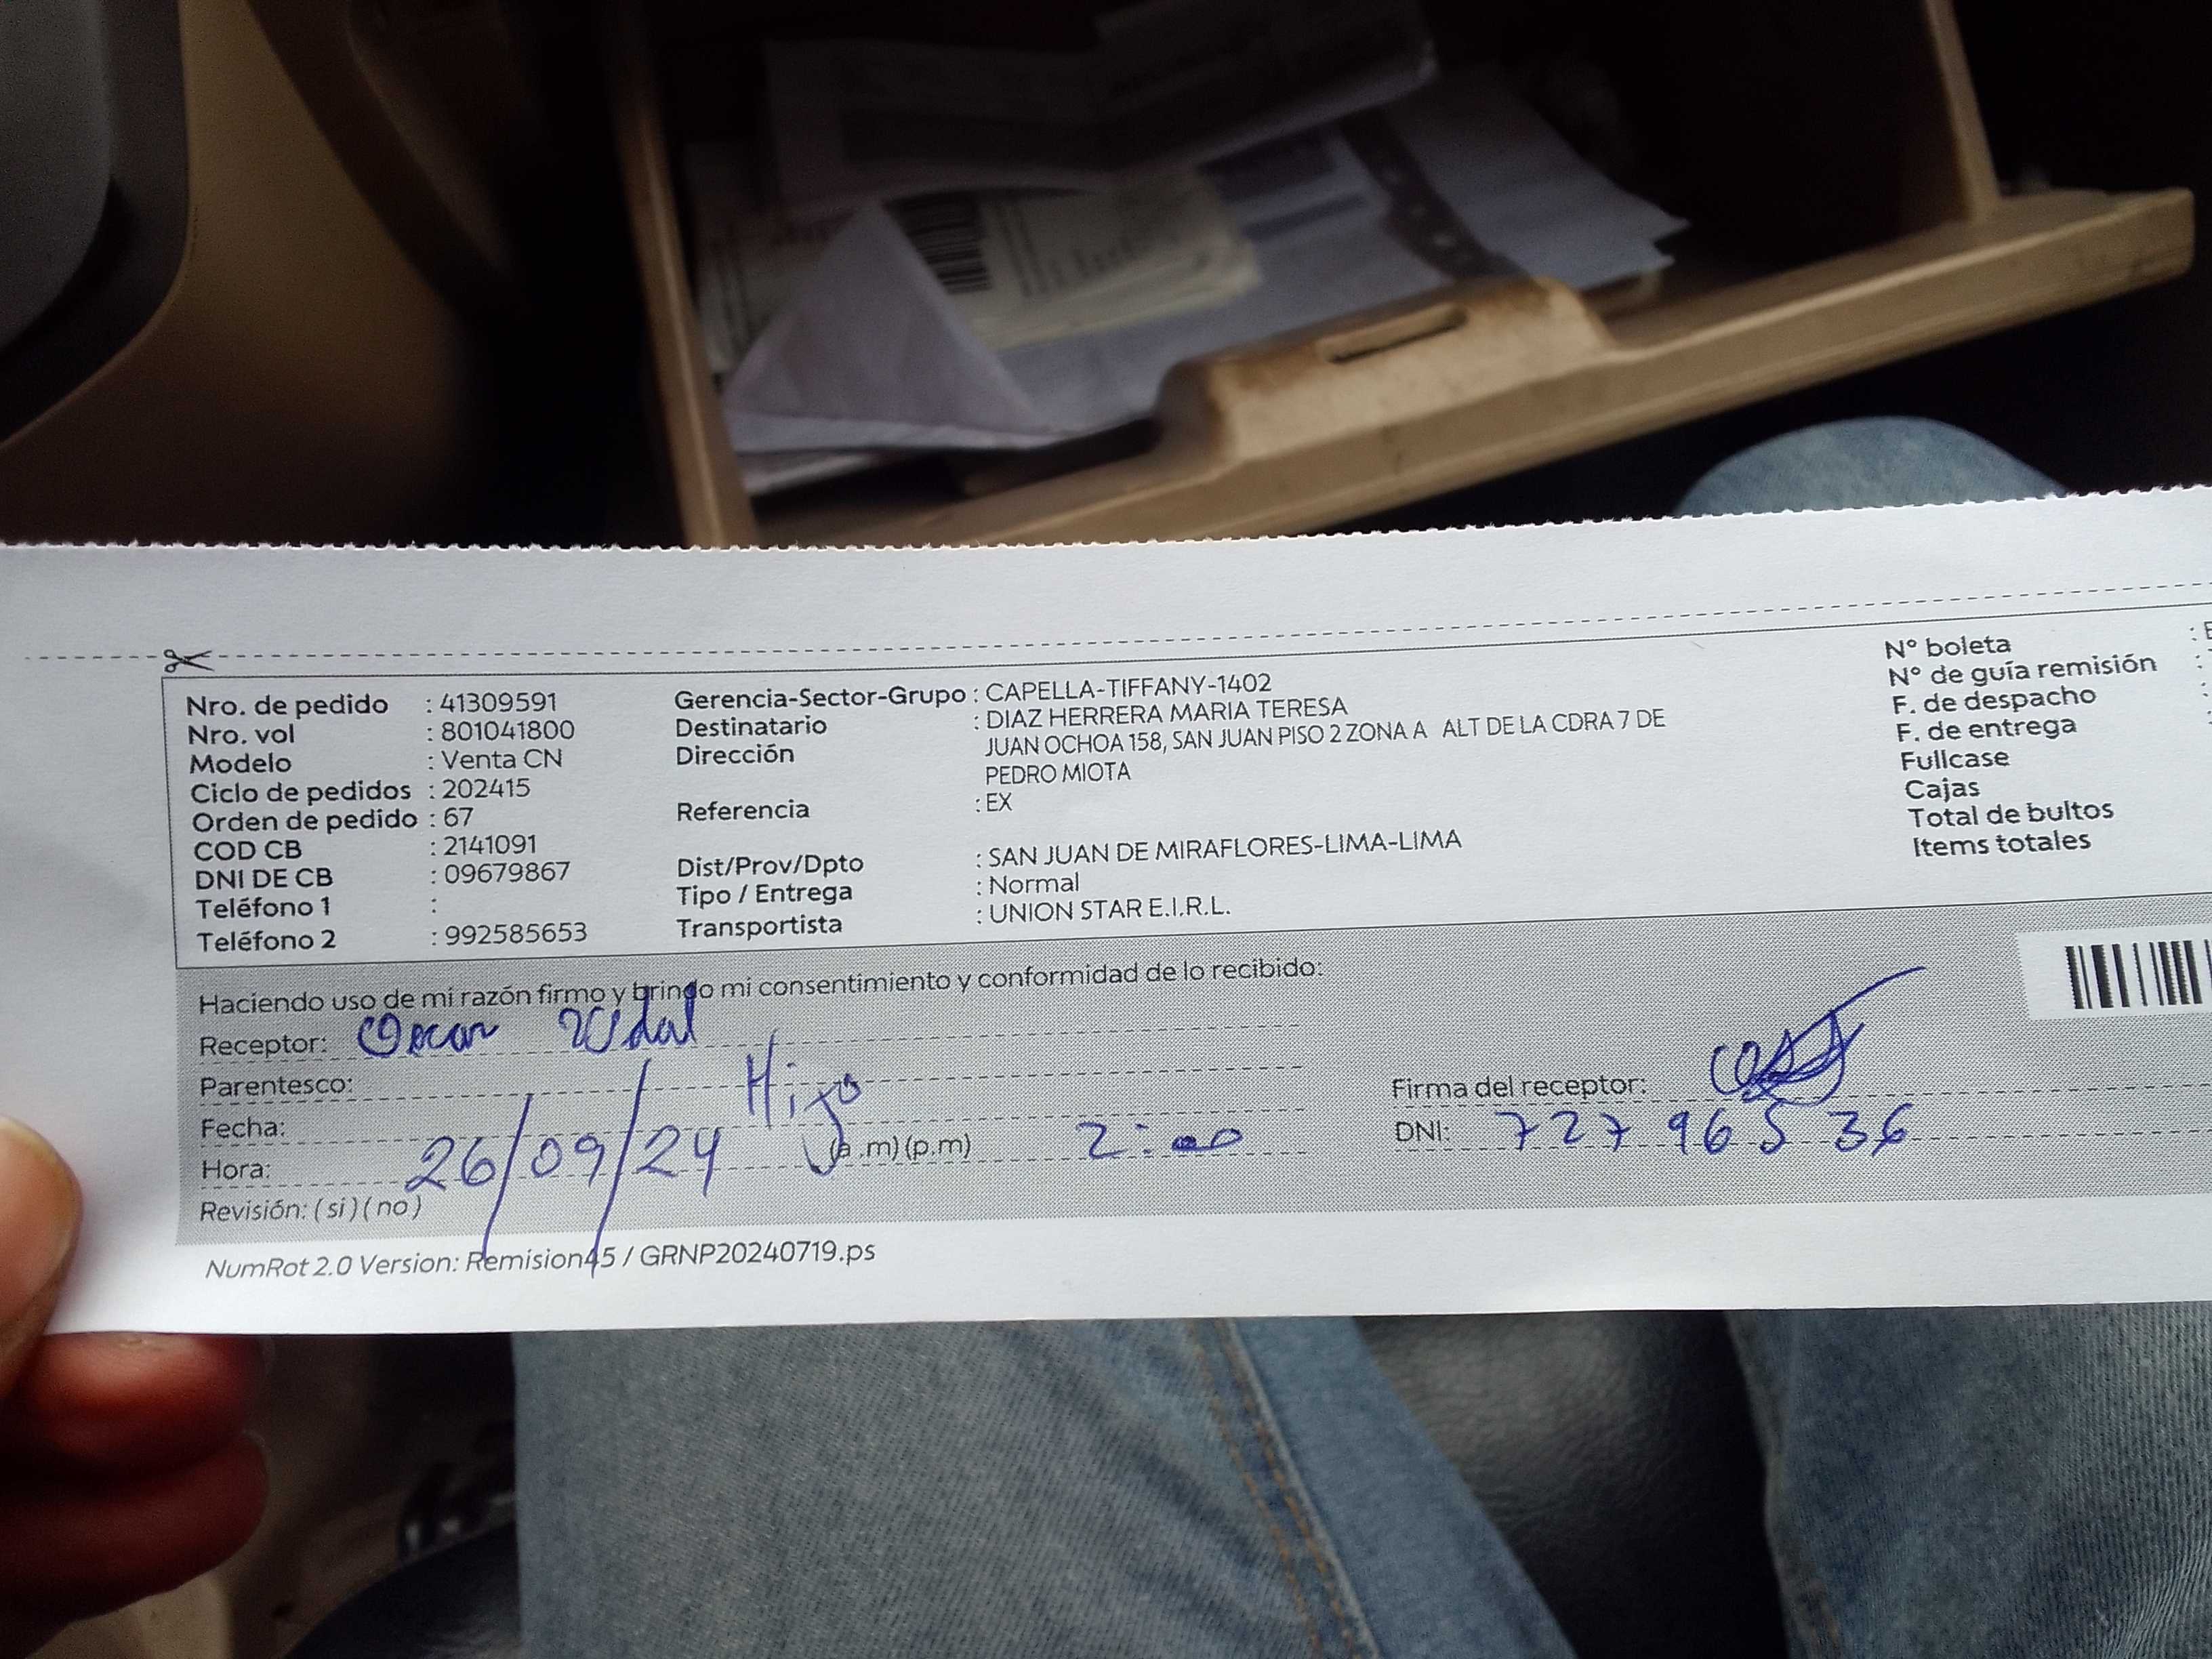 Nro. de pedido : 41309591
Nro. vol : 801041800
Modelo : Venta CN
Ciclo de pedidos : 202415
Orden de pedido : 67
COD CB : 2141091
DNI DE CB : 09679867
Teléfono 1 :
Teléfono 2 : 992585653
Gerencia-Sector-Grupo : CAPELLA-TIFFANY-1402
Destinatario : DIAZ HERRERA MARIA TERESA
Dirección JUAN OCHOA 158, SAN JUAN PISO 2 ZONA A ALT DE LA CDRA 7 DE
PEDRO MIOTA
Referencia : EX
Dist/Prov/Dpto : SAN JUAN DE MIRAFLORES-LIMA-LIMA
Tipo / Entrega : Normal
Transportista : UNION STAR E.I.R.L.
N° boleta :
N° de guía remisión :
F. de despacho :
F. de entrega :
Fullcase
Cajas
Total de bultos
Items totales
Haciendo uso de mi razón firmo y brindo mi consentimiento y conformidad de lo recibido:
Receptor: Oscar Vidal
Parentesco: Hijo
Fecha: 26/09/24
Hora: (a.m) (p.m) 2:00
Revisión: (si) (no)
Firma del receptor:
DNI: 72796536
NumRot 2.0 Version: Remision45 / GRNP20240719.ps